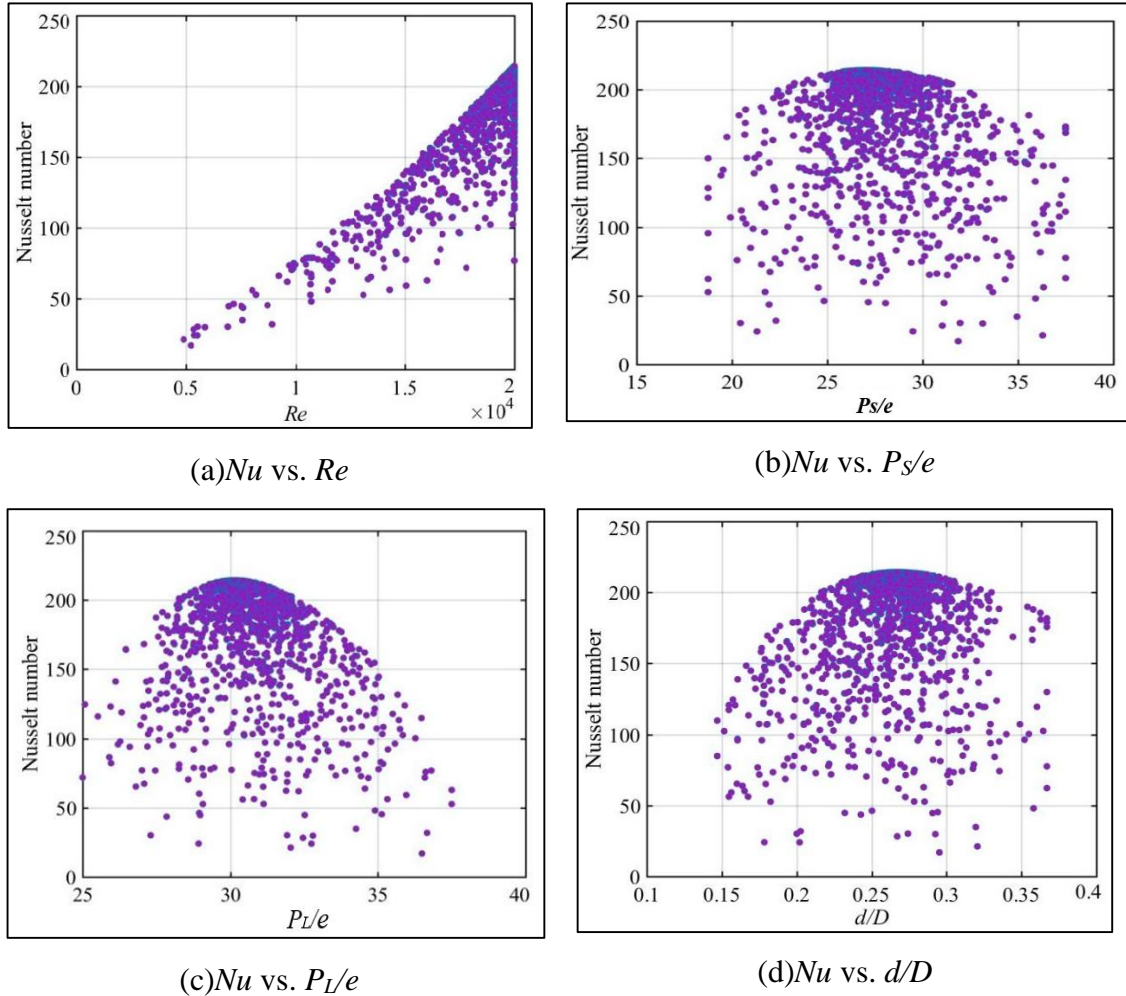 250
200
150
100
50
0
Nusselt number
0 0.5 1 1.5 2
×10⁴
Re
(a)Nu vs. Re
250
200
150
100
50
0
Nusselt number
15 20 25 30 35 40
Ps/e
(b)Nu vs. PS/e
250
200
150
100
50
0
Nusselt number
25 30 35 40
PL/e
(c)Nu vs. PL/e
250
200
150
100
50
0
Nusselt number
0.1 0.15 0.2 0.25 0.3 0.35 0.4
d/D
(d)Nu vs. d/D